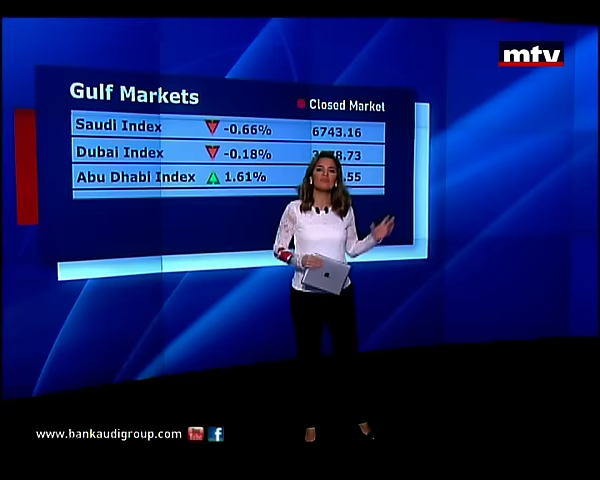 mtv
Gulf Markets
Closed Market
Saudi Index -0.66% 6743.16
Dubai Index -0.18%
Abu Dhabi Index 1.61%
www.bankaudigroup.com